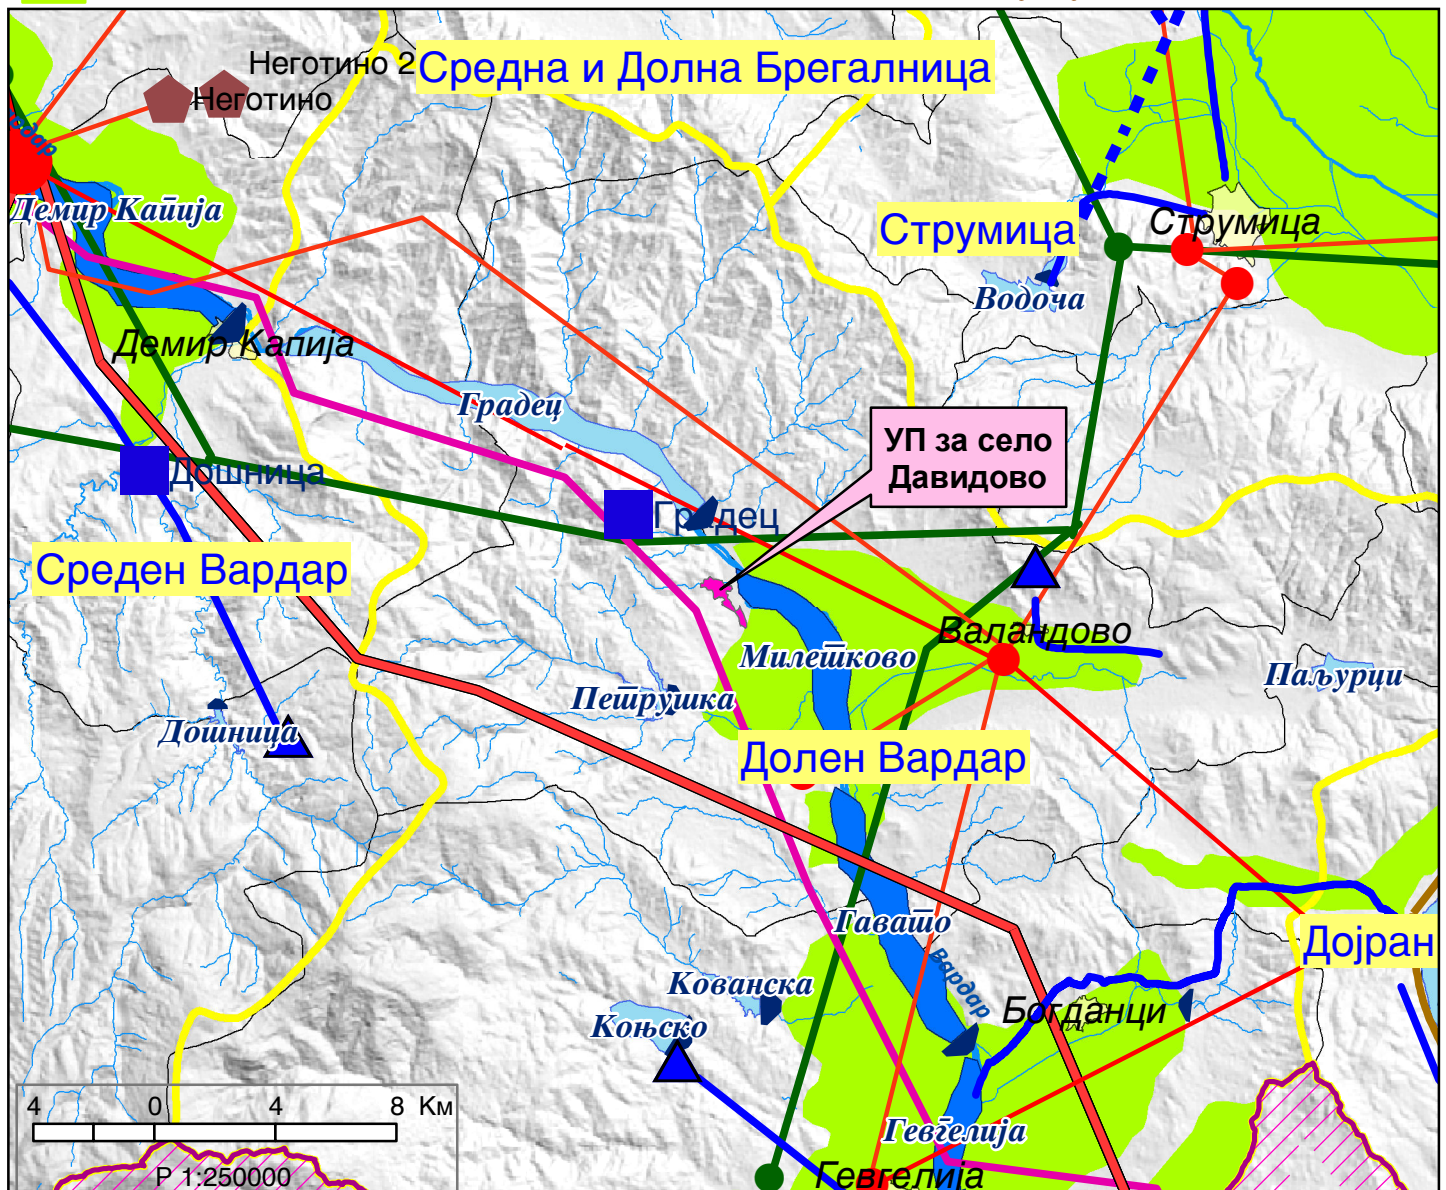 Неготино 2
Средна и Долна Брегалница
Неготино
Вардар
Демир Капија
Струмица
Струмица
Водоча
Демир Капија
Градец
УП за село
Давидово
Дошница
Градец
Среден Вардар
Валандово
Милетково
Паљурци
Петрушка
Дошница
Долен Вардар
Гавато
Дојран
Вардар
Кованска
Богданци
Коњско
4 0 4 8 Км
Р 1:250000
Гевгелија
Гевгелија